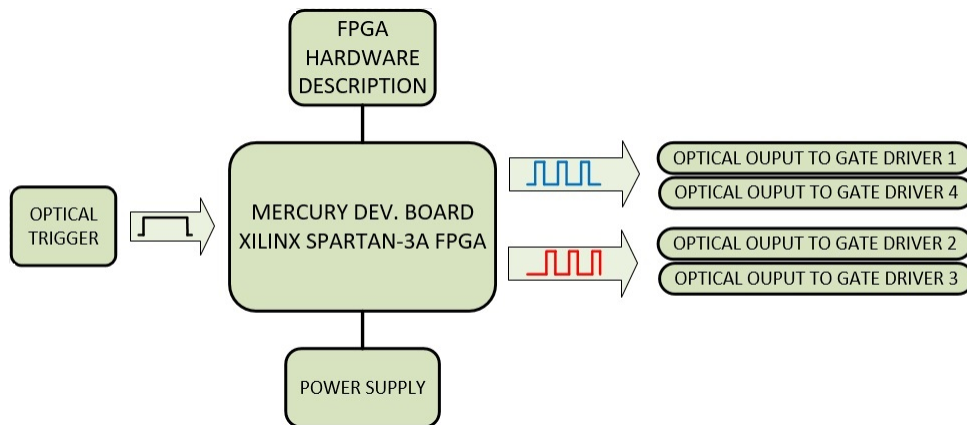 FPGA
HARDWARE
DESCRIPTION
OPTICAL
TRIGGER
MERCURY DEV. BOARD
XILINX SPARTAN-3A FPGA
OPTICAL OUPUT TO GATE DRIVER 1
OPTICAL OUPUT TO GATE DRIVER 4
OPTICAL OUPUT TO GATE DRIVER 2
OPTICAL OUPUT TO GATE DRIVER 3
POWER SUPPLY